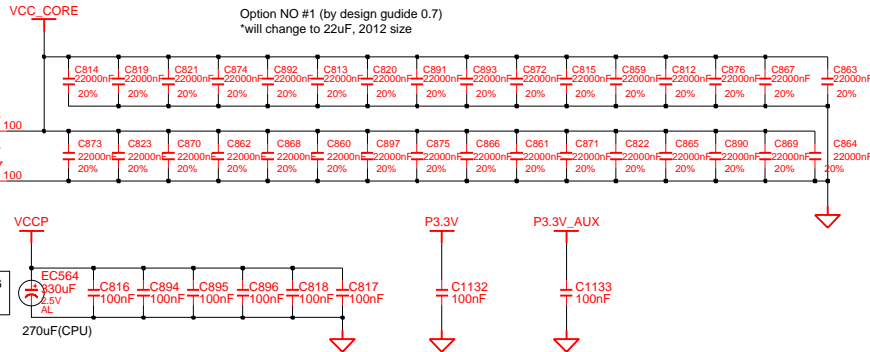 VCC_CORE
Option NO #1 (by design gudide 0.7)
*will change to 22uF, 2012 size
C814 C819 C821 C874 C892 C813 C820 C891 C893 C872 C815 C859 C812 C876 C867 C863
22000nF 22000nF 22000nF 22000nF 22000nF 22000nF 22000nF 22000nF 22000nF 22000nF 22000nF 22000nF 22000nF 22000nF 22000nF 22000nF
20% 20% 20% 20% 20% 20% 20% 20% 20% 20% 20% 20% 20% 20% 20% 20%
100
C873 C823 C870 C862 C868 C860 C897 C875 C866 C861 C871 C822 C865 C890 C869 C864
22000nF 22000nF 22000nF 22000nF 22000nF 22000nF 22000nF 22000nF 22000nF 22000nF 22000nF 22000nF 22000nF 22000nF 22000nF 22000nF
20% 20% 20% 20% 20% 20% 20% 20% 20% 20% 20% 20% 20% 20% 20% 20%
100
VCCP P3.3V P3.3V_AUX
EC564 C816 C894 C895 C896 C818 C817 C1132 C1133
330uF 100nF 100nF 100nF 100nF 100nF 100nF 100nF 100nF
2.5V
AL
270uF(CPU)